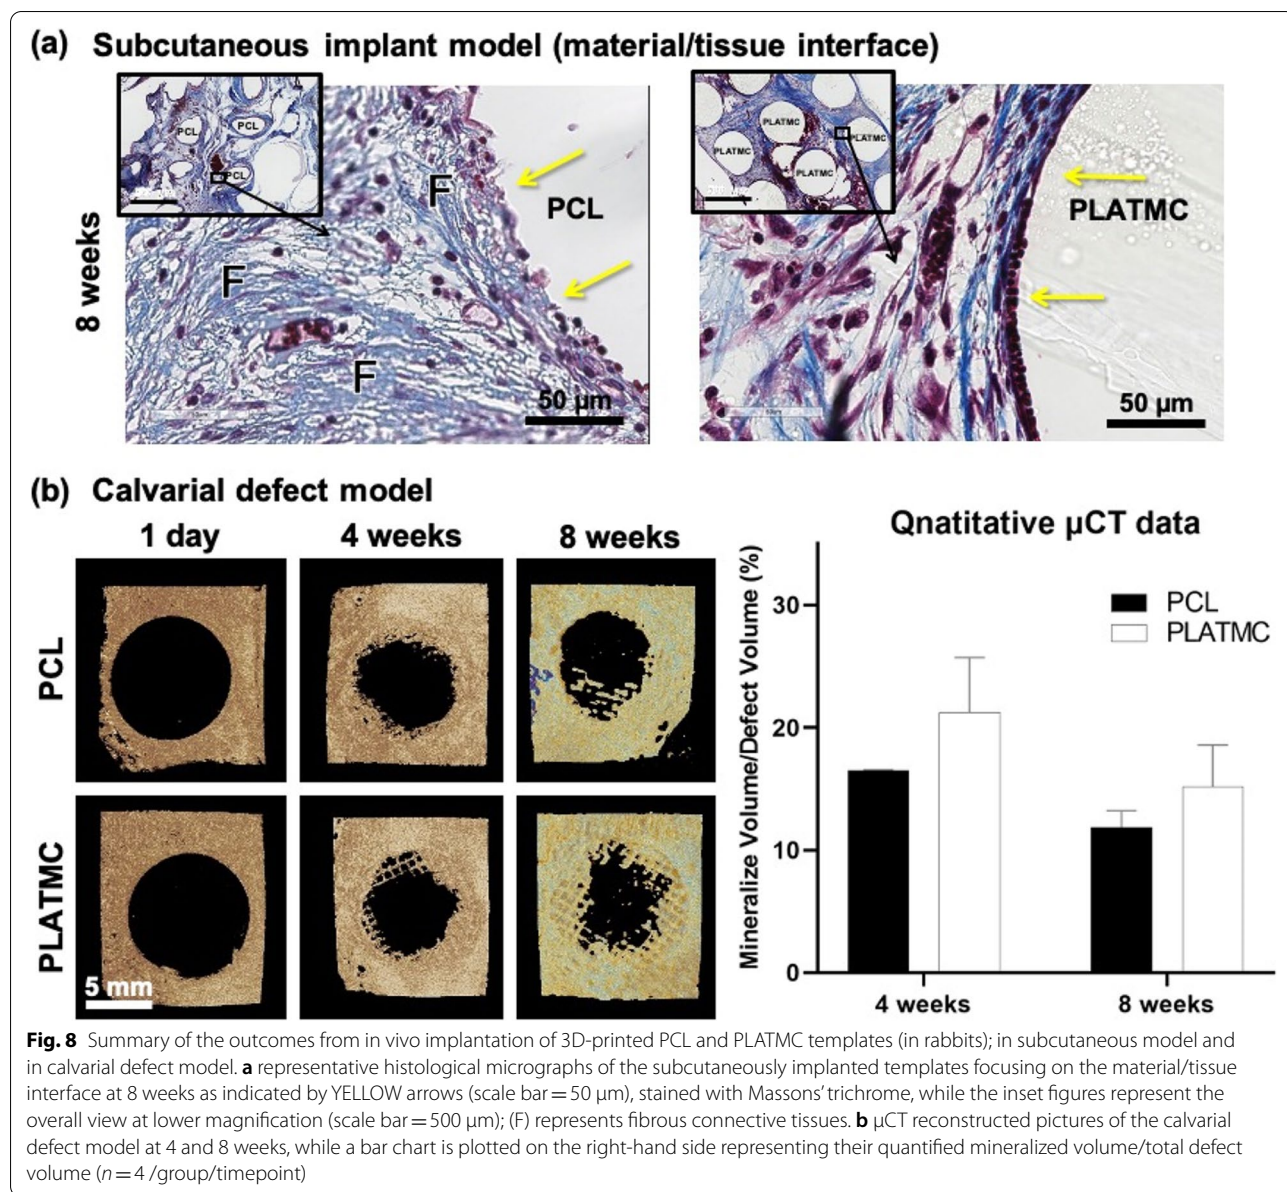 (a) Subcutaneous implant model (material/tissue interface)
PCL
PCL
PCL
F
F
F
PCL
50 µm
8 weeks
PLATMC
PLATMC
PLATMC
PLATMC
PLATMC
50 µm
(b) Calvarial defect model
1 day 4 weeks 8 weeks
PCL
PLATMC
5 mm
Qnatitative µCT data
Mineralize Volume/Defect Volume (%)
30
20
10
0
PCL
PLATMC
4 weeks 8 weeks
Fig. 8 Summary of the outcomes from in vivo implantation of 3D-printed PCL and PLATMC templates (in rabbits); in subcutaneous model and
in calvarial defect model. a representative histological micrographs of the subcutaneously implanted templates focusing on the material/tissue
interface at 8 weeks as indicated by YELLOW arrows (scale bar = 50 µm), stained with Massons' trichrome, while the inset figures represent the
overall view at lower magnification (scale bar = 500 µm); (F) represents fibrous connective tissues. b µCT reconstructed pictures of the calvarial
defect model at 4 and 8 weeks, while a bar chart is plotted on the right-hand side representing their quantified mineralized volume/total defect
volume (n = 4 /group/timepoint)